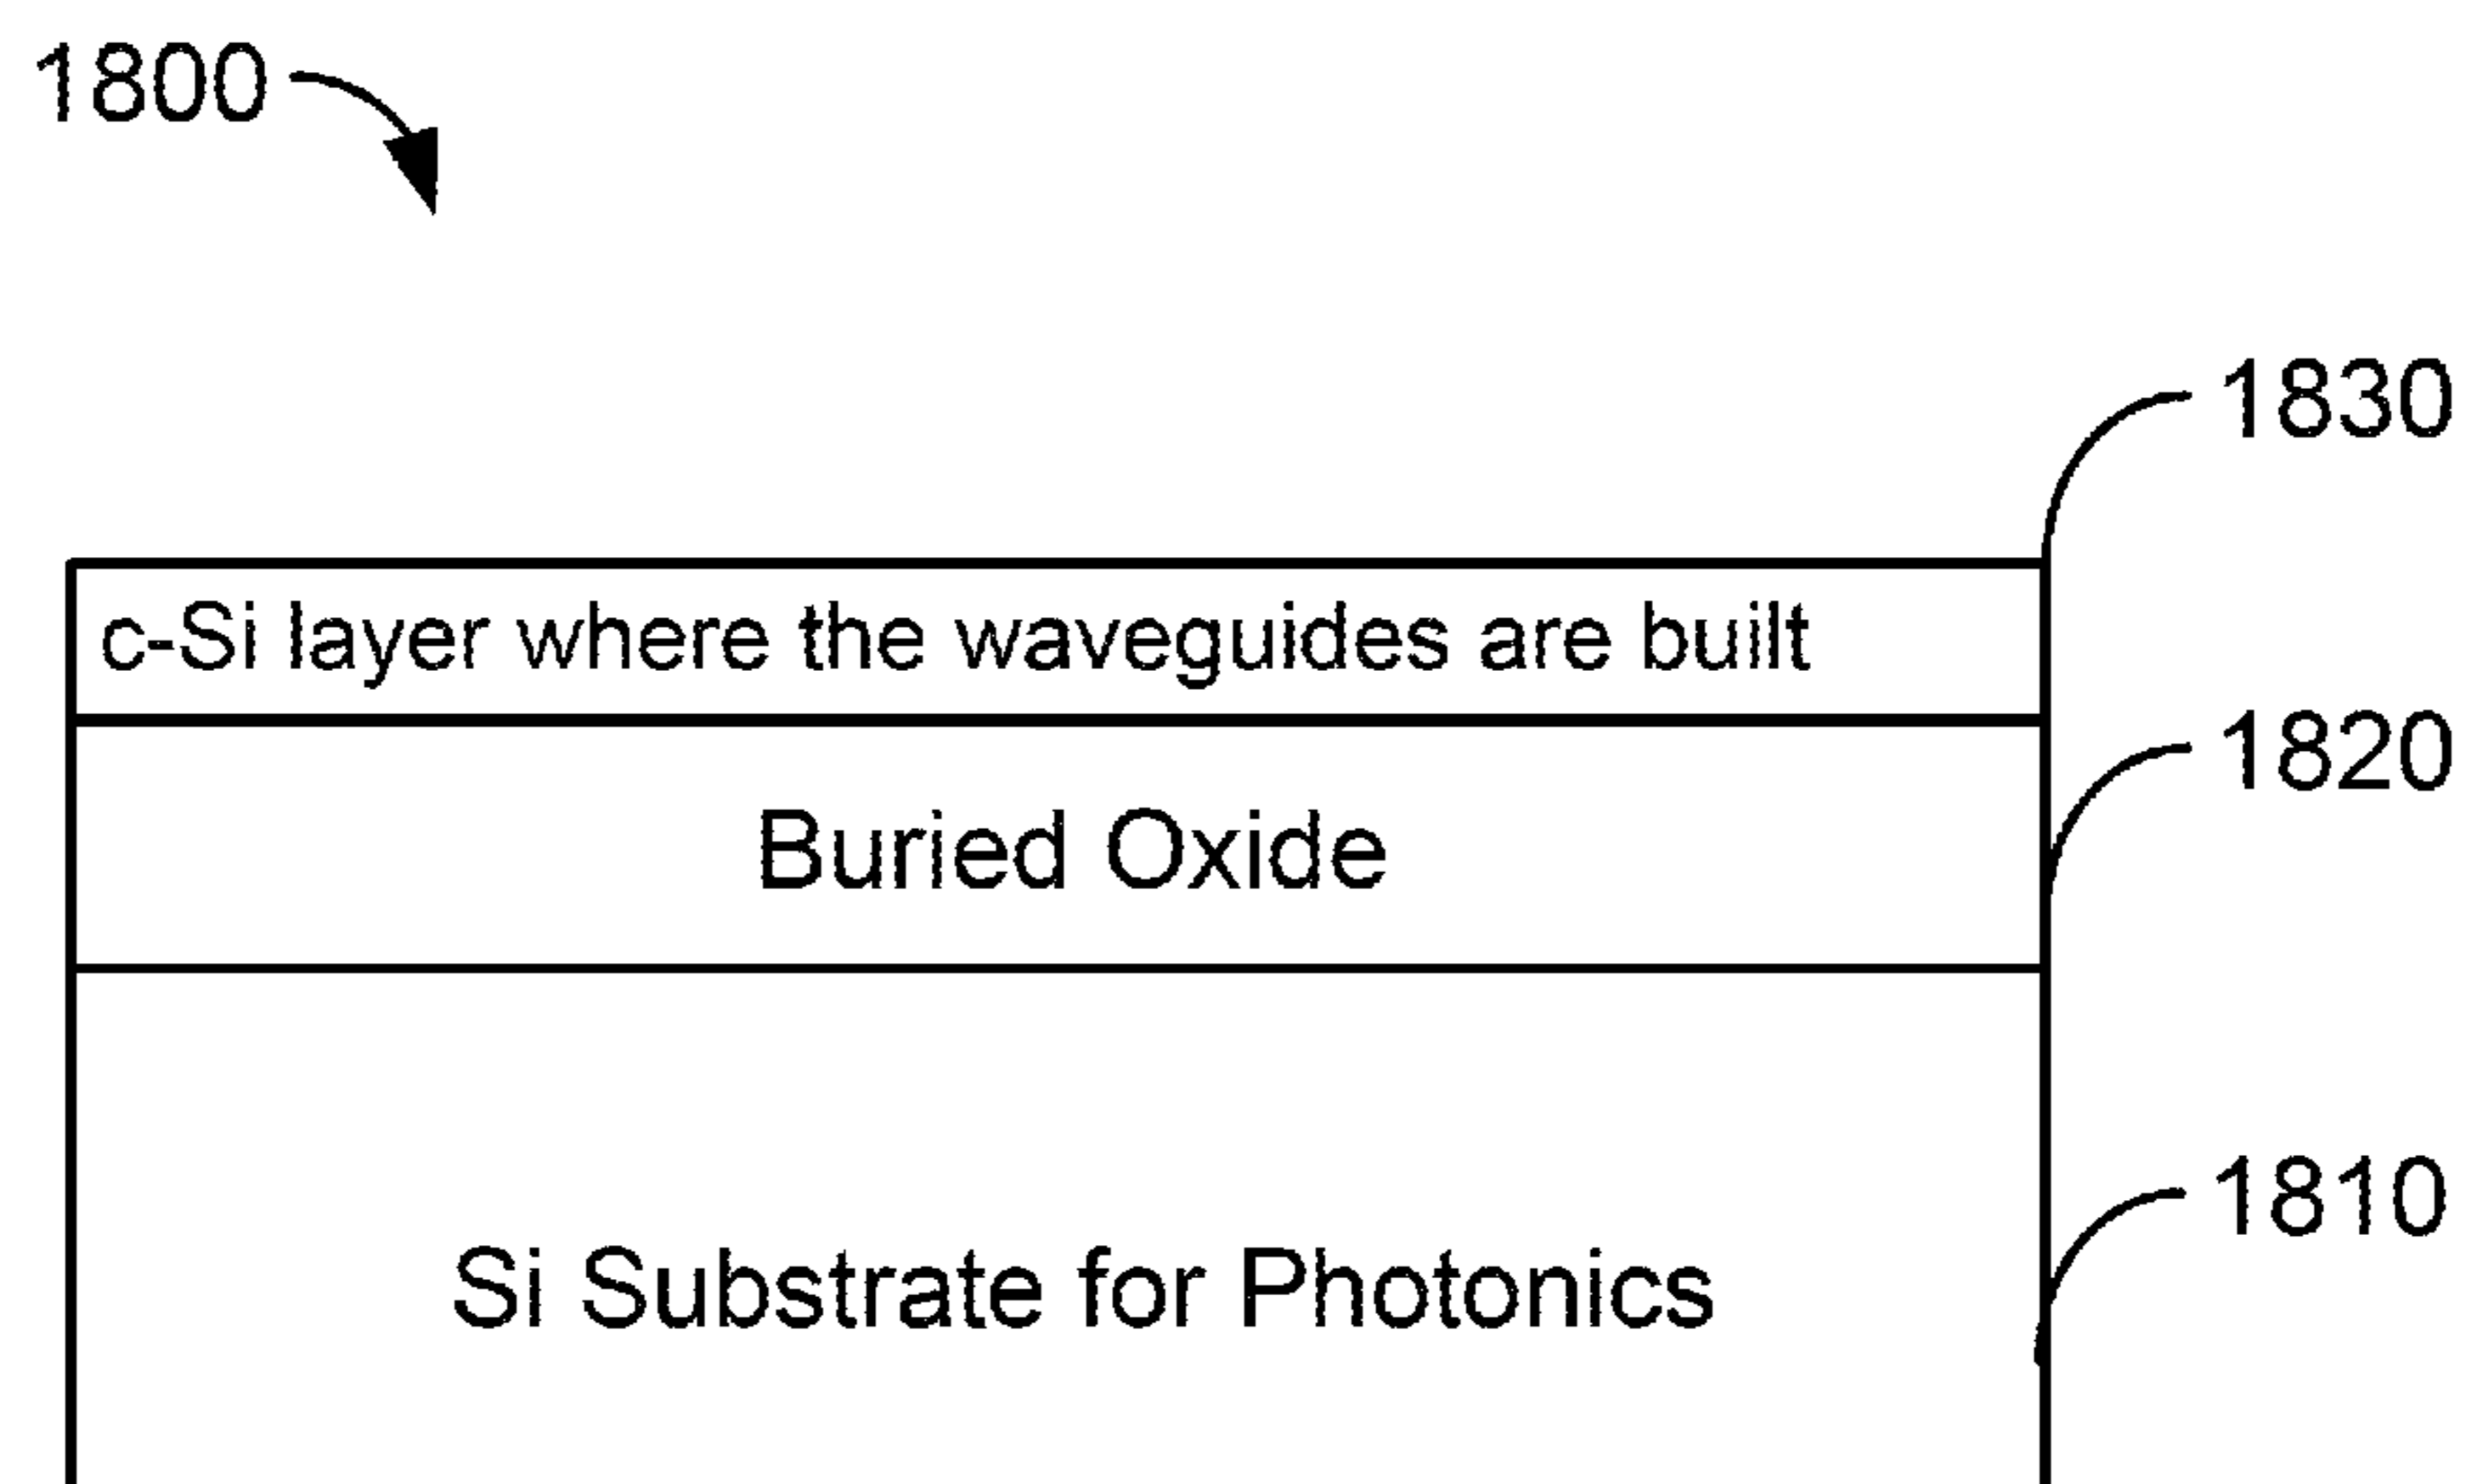 1800
1830
c-Si layer where the waveguides are built
1820
Buried Oxide
1810
Si Substrate for Photonics